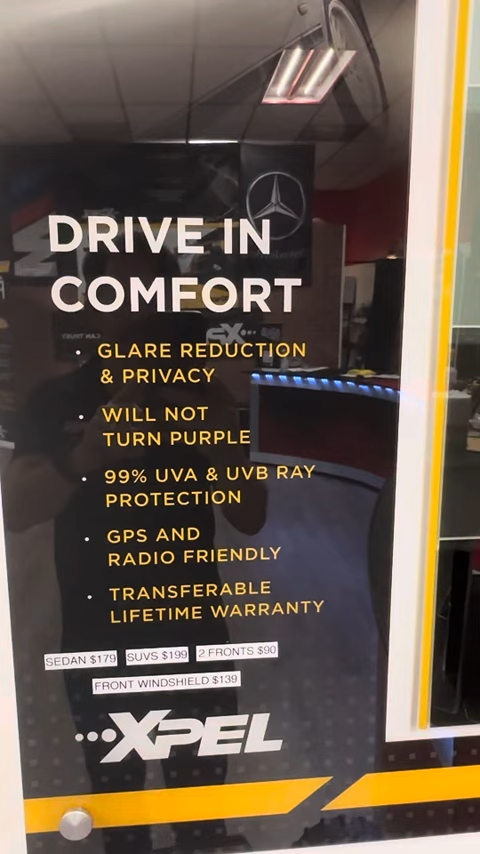 DRIVE IN
COMFORT
• GLARE REDUCTION
& PRIVACY
• WILL NOT
TURN PURPLE
• 99% UVA & UVB RAY
PROTECTION
• GPS AND
RADIO FRIENDLY
• TRANSFERABLE
LIFETIME WARRANTY
SEDAN $179 SUVS $199 2 FRONTS $90
FRONT WINDSHIELD $139
XPEL